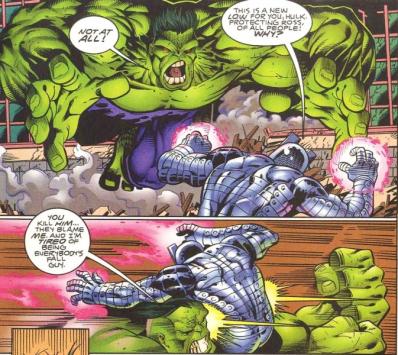 THIS IS A NEW
LOW FOR YOU, HULK.
PROTECTING ROSS,
OF ALL PEOPLE!
WHY?
NOT AT
ALL!
YOU
KILL HIM...
THEY BLAME
ME. AND I'M
TIRED OF
BEING
EVERYBODY'S
FALL
GUY.